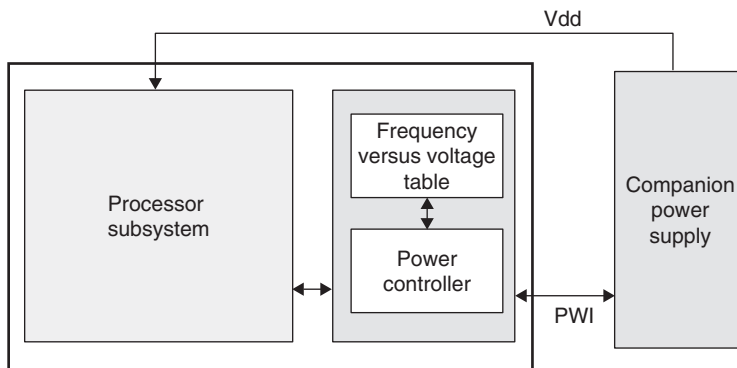 Vdd
Frequency
versus voltage
table
Processor
subsystem
Power
controller
Companion
power
supply
PWI